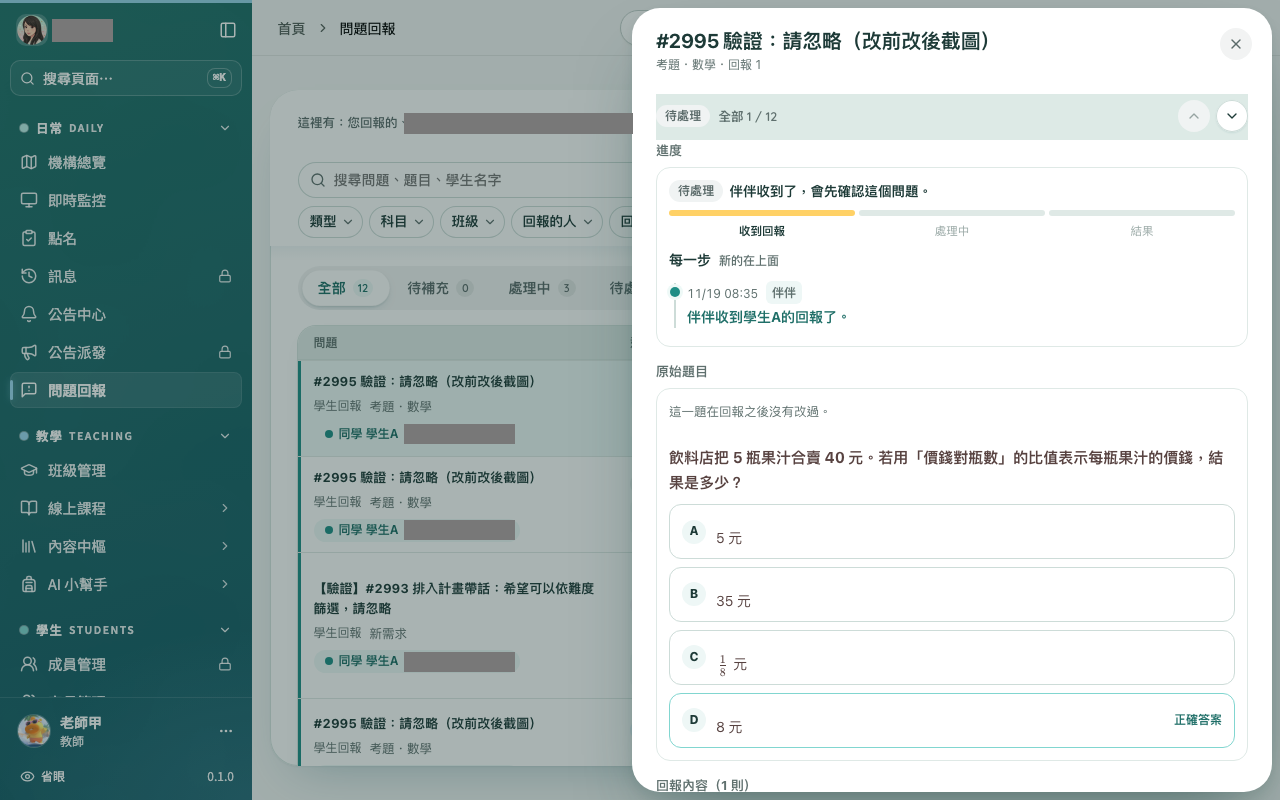 搜尋頁面… ⌘K
日常 DAILY
機構總覽
即時監控
點名
訊息
公告中心
公告派發
問題回報
教學 TEACHING
班級管理
線上課程
內容中樞
AI 小幫手
學生 STUDENTS
成員管理
老師甲
教師
省眼 0.1.0
首頁 > 問題回報
這裡有：您回報的
搜尋問題、題目、學生名字
類型 科目 班級 回報的人
全部 12 待補充 0 處理中 3
問題
#2995 驗證：請忽略（改前改後截圖）
學生回報 考題 · 數學
同學 學生A
#2995 驗證：請忽略（改前改後截圖）
學生回報 考題 · 數學
同學 學生A
【驗證】#2993 排入計畫帶話：希望可以依難度
篩選，請忽略
學生回報 新需求
同學 學生A
#2995 驗證：請忽略（改前改後截圖）
學生回報 考題 · 數學
#2995 驗證：請忽略（改前改後截圖）
考題 · 數學 · 回報 1
待處理 全部 1 / 12
進度
待處理 伴伴收到了，會先確認這個問題。
收到回報 處理中 結果
每一步 新的在上面
11/19 08:35 伴伴
伴伴收到學生A的回報了。
原始題目
這一題在回報之後沒有改過。
飲料店把 5 瓶果汁合賣 40 元。若用「價錢對瓶數」的比值表示每瓶果汁的價錢，結
果是多少？
A 5 元
B 35 元
C 1/8 元
D 8 元 正確答案
回報內容（1 則）